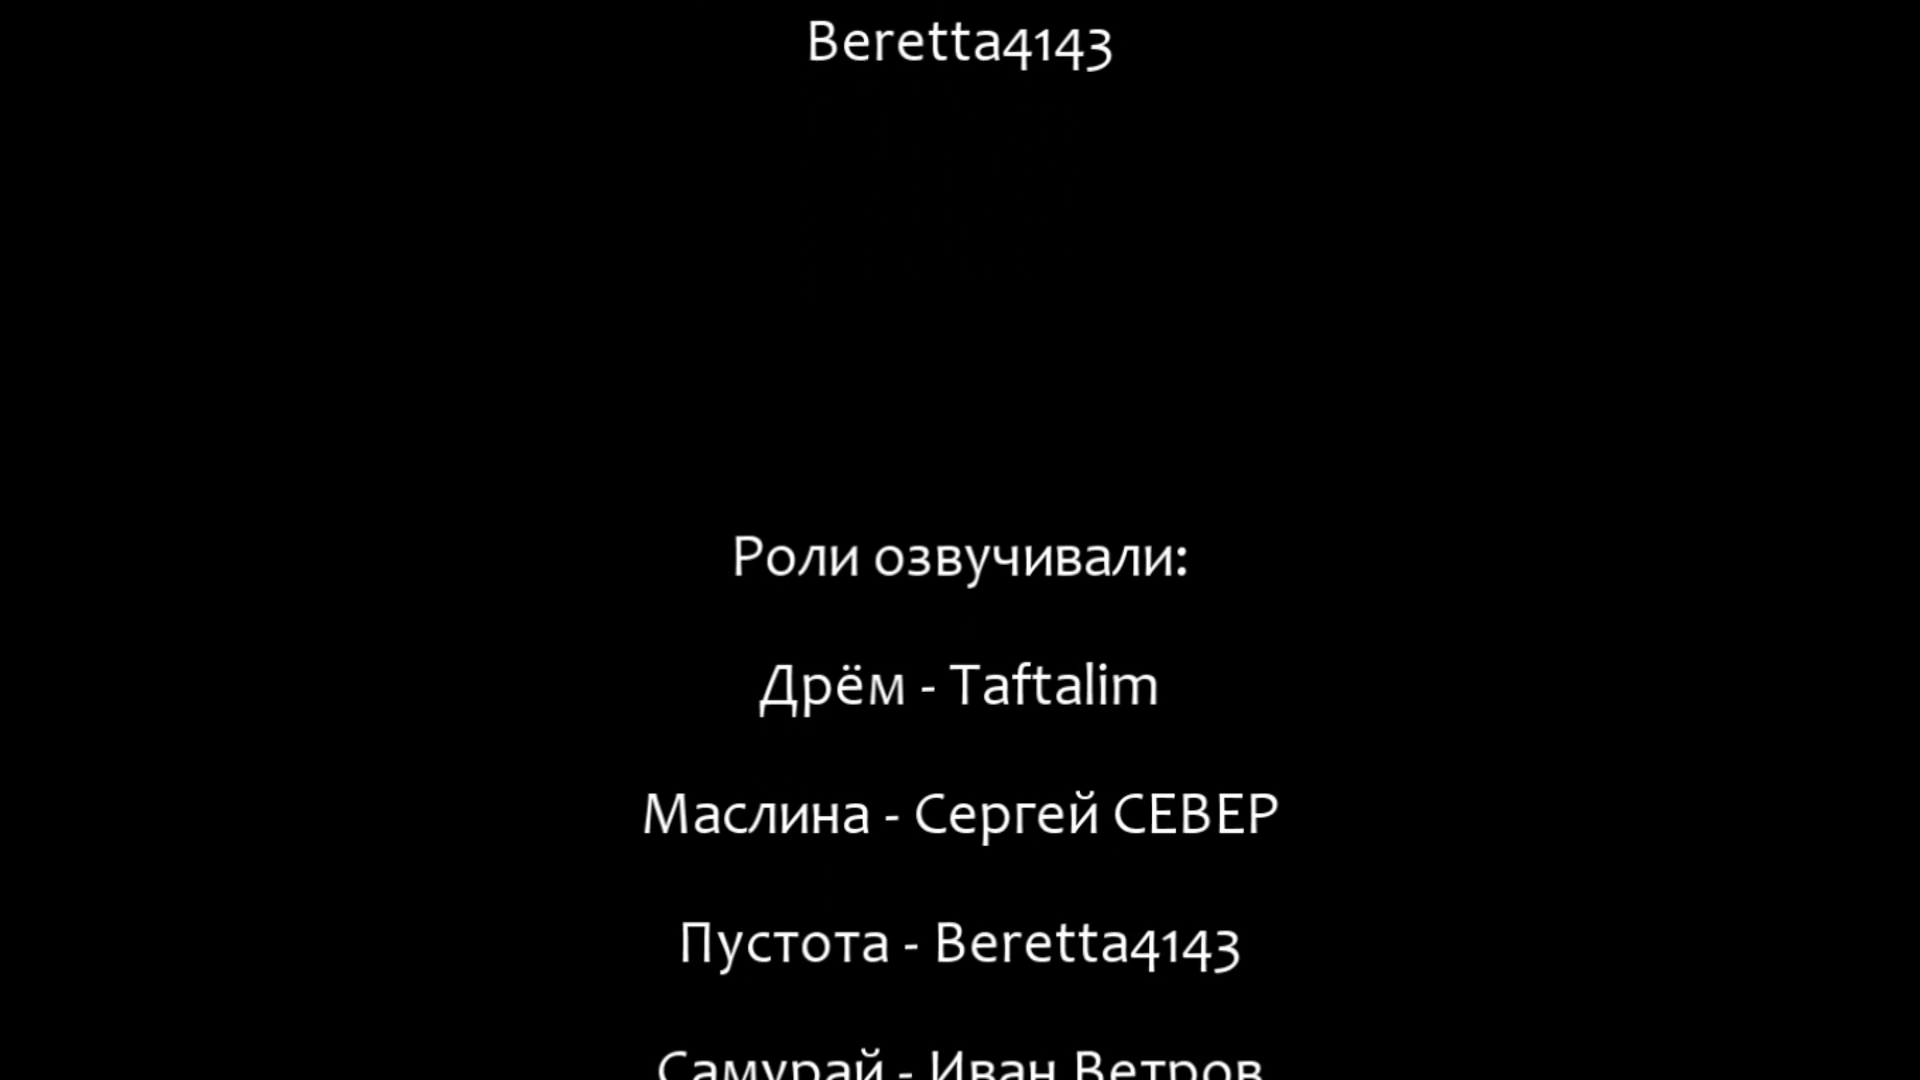 Beretta4143
Роли озвучивали:
Дрём - Taftalim
Маслина - Сергей СЕВЕР
Пустота - Beretta4143
Самурай - Иван Ветров